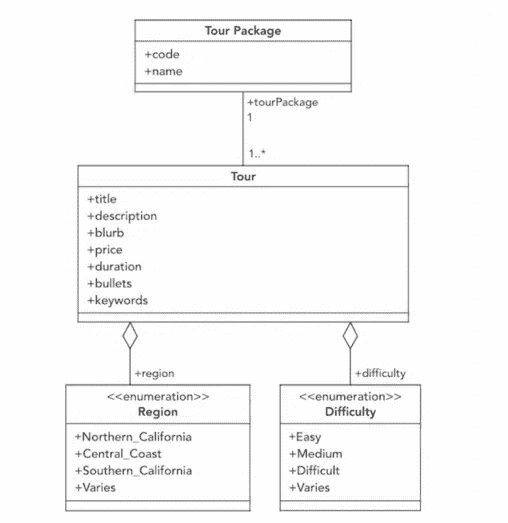 Tour Package
+code
+name
+tourPackage
1
1..*
Tour
+title
+description
+blurb
+price
+duration
+bullets
+keywords
+region
+difficulty
<<enumeration>>
Region
+Northern_California
+Central_Coast
+Southern_California
+Varies
<<enumeration>>
Difficulty
+Easy
+Medium
+Difficult
+Varies